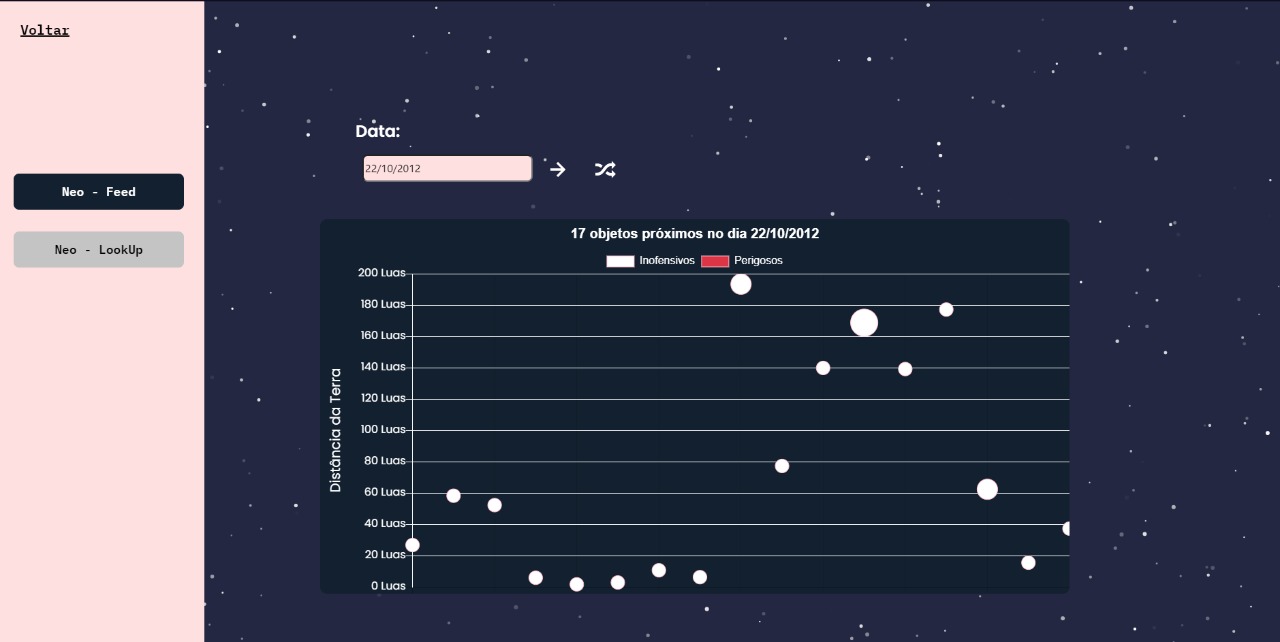 Voltar
Neo - Feed
Neo - LookUp
Data:
22/10/2012
17 objetos próximos no dia 22/10/2012
Inofensivos
Perigosos
Distância da Terra
200 Luas
180 Luas
160 Luas
140 Luas
120 Luas
100 Luas
80 Luas
60 Luas
40 Luas
20 Luas
0 Luas